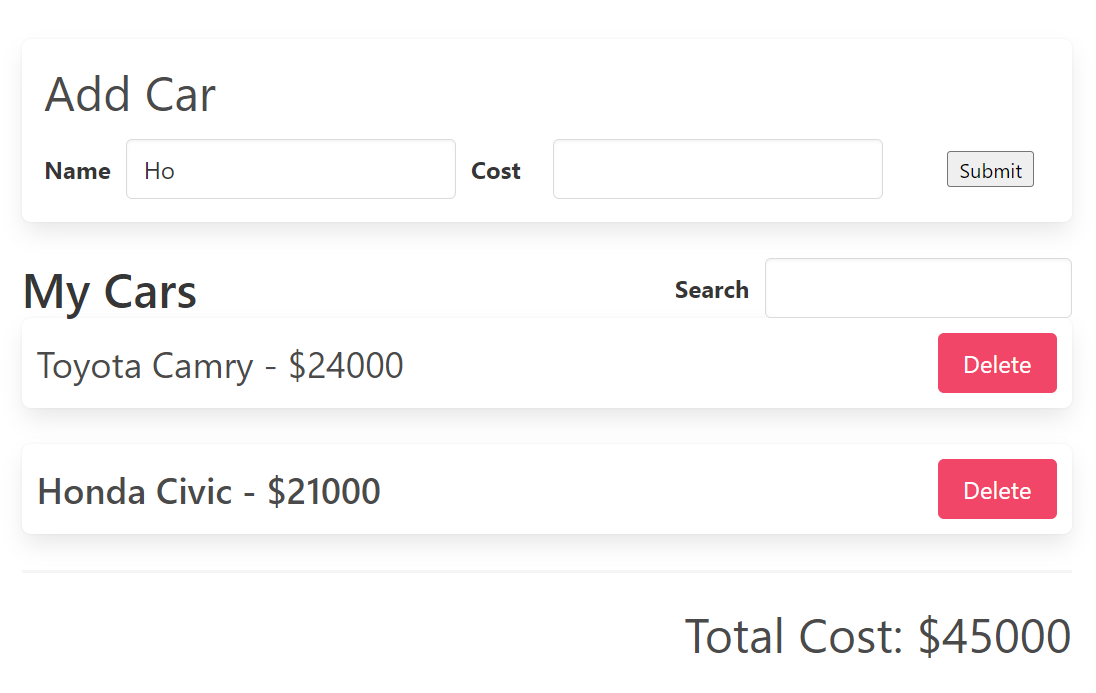 Add Car
Name Ho Cost Submit
My Cars Search
Toyota Camry - $24000 Delete
Honda Civic - $21000 Delete
Total Cost: $45000